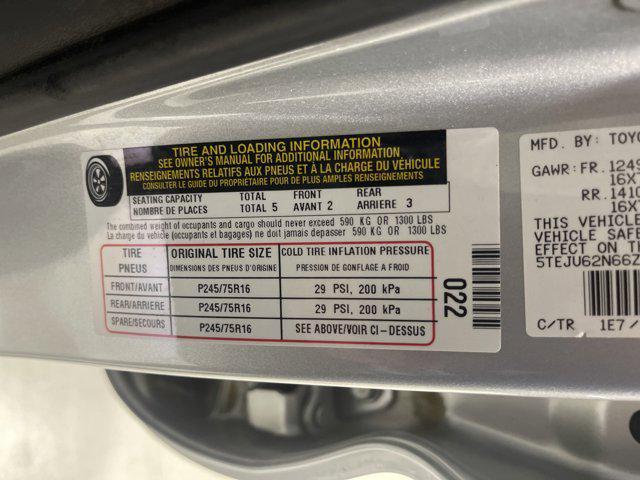 TIRE AND LOADING INFORMATION
SEE OWNER'S MANUAL FOR ADDITIONAL INFORMATION
RENSEIGNEMENTS RELATIFS AUX PNEUS ET À LA CHARGE DU VÉHICULE
CONSULTER LE GUIDE DU PROPRIÉTAIRE POUR DE PLUS AMPLES RENSEIGNEMENTS
SEATING CAPACITY TOTAL FRONT REAR
NOMBRE DE PLACES TOTAL 5 AVANT 2 ARRIERE 3
The combined weight of occupants and cargo should never exceed 590 KG OR 1300 LBS
La charge du véhicule (occupants et bagages) ne doit jamais dépasser 590 KG OR 1300 LBS
TIRE ORIGINAL TIRE SIZE COLD TIRE INFLATION PRESSURE
PNEUS DIMENSIONS DES PNEUS D'ORIGINE PRESSION DE GONFLAGE A FROID
FRONT/AVANT P245/75R16 29 PSI, 200 kPa
REAR/ARRIERE P245/75R16 29 PSI, 200 kPa
SPARE/SECOURS P245/75R16 SEE ABOVE/VOIR CI-DESSUS
022
MFD. BY: TOYO
GAWR: FR. 1249
16X
RR. 1410
16X
THIS VEHICLE
VEHICLE SAFE
EFFECT ON TH
5TEJU62N66Z
C/TR 1E7/